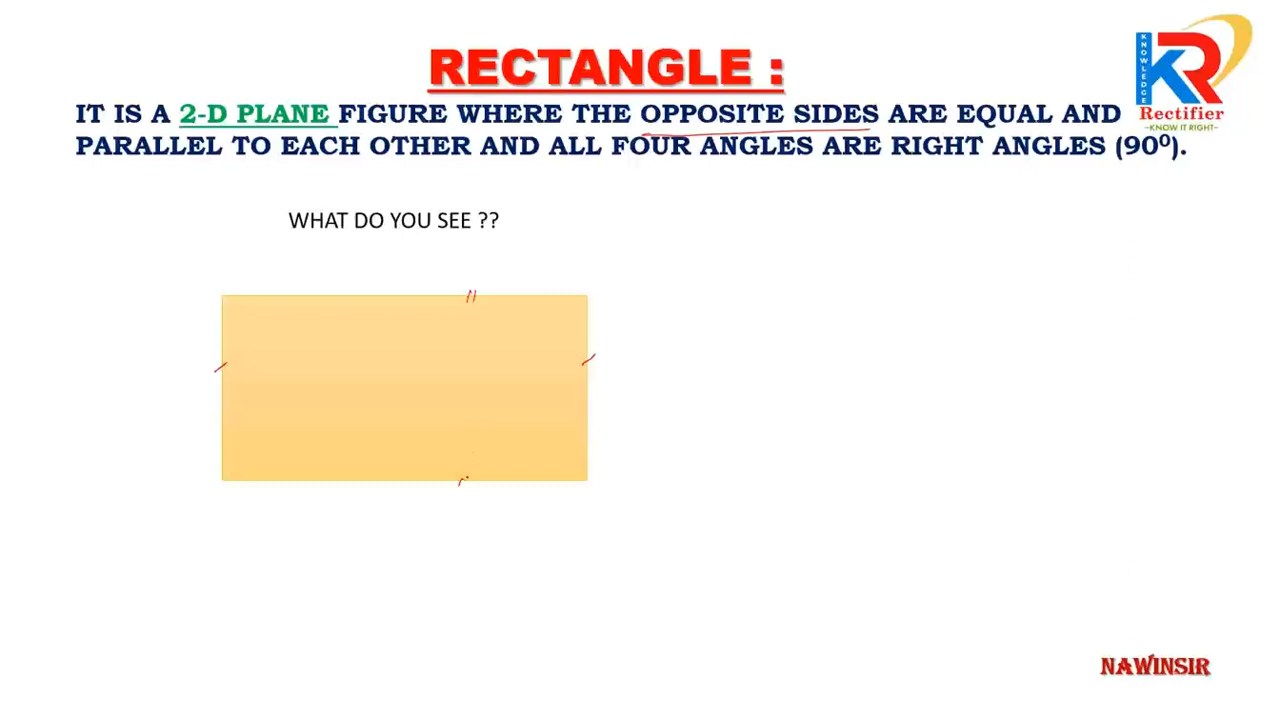 RECTANGLE :
IT IS A 2-D PLANE FIGURE WHERE THE OPPOSITE SIDES ARE EQUAL AND
PARALLEL TO EACH OTHER AND ALL FOUR ANGLES ARE RIGHT ANGLES (90⁰).
KNOWLEDGE
KR
Rectifier
-KNOW IT RIGHT-
WHAT DO YOU SEE ??
NAWINSIR